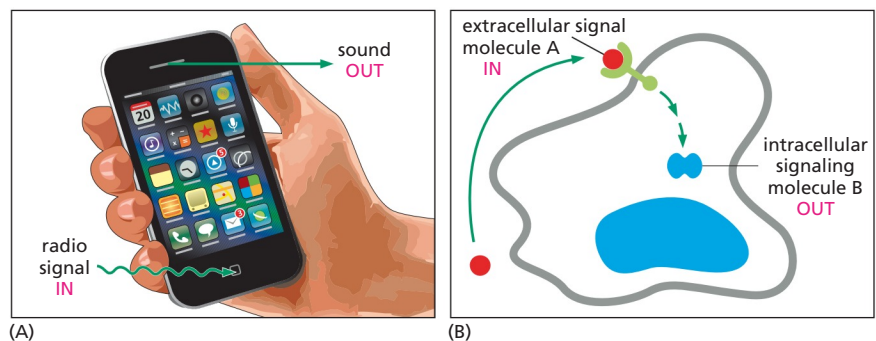 sound
OUT
20
5
3
radio
signal
IN
(A)
extracellular signal
molecule A
IN
intracellular
signaling
molecule B
OUT
(B)